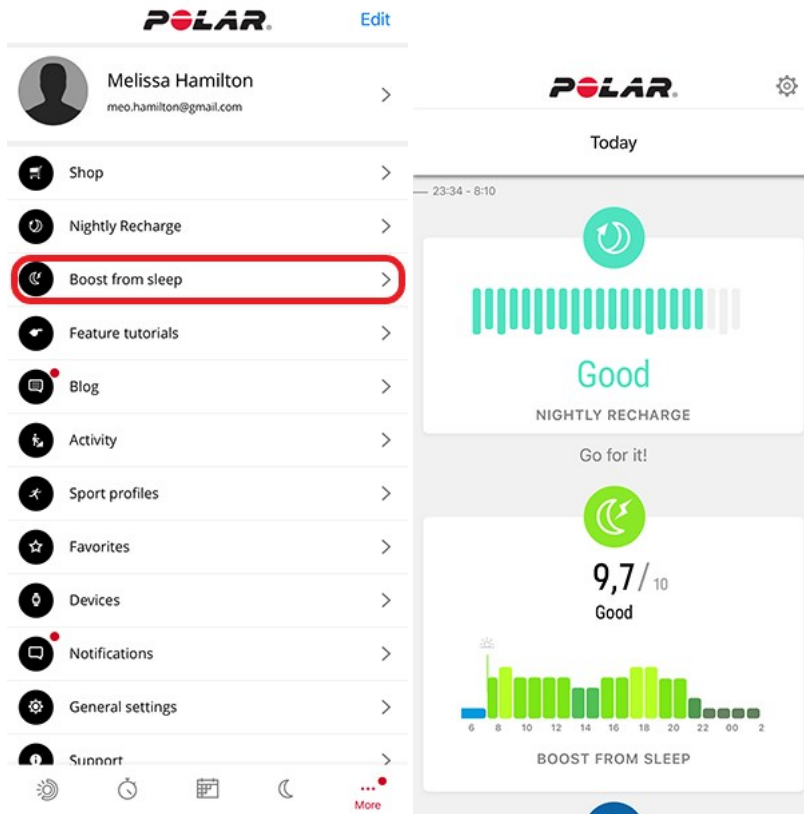 POLAR.
Edit
Melissa Hamilton
meo.hamilton@gmail.com
Shop
Nightly Recharge
Boost from sleep
Feature tutorials
Blog
Activity
Sport profiles
Favorites
Devices
Notifications
General settings
Support
More
POLAR.
Today
23:34 - 8:10
Good
NIGHTLY RECHARGE
Go for it!
9,7/10
Good
6 8 10 12 14 16 18 20 22 00 2
BOOST FROM SLEEP